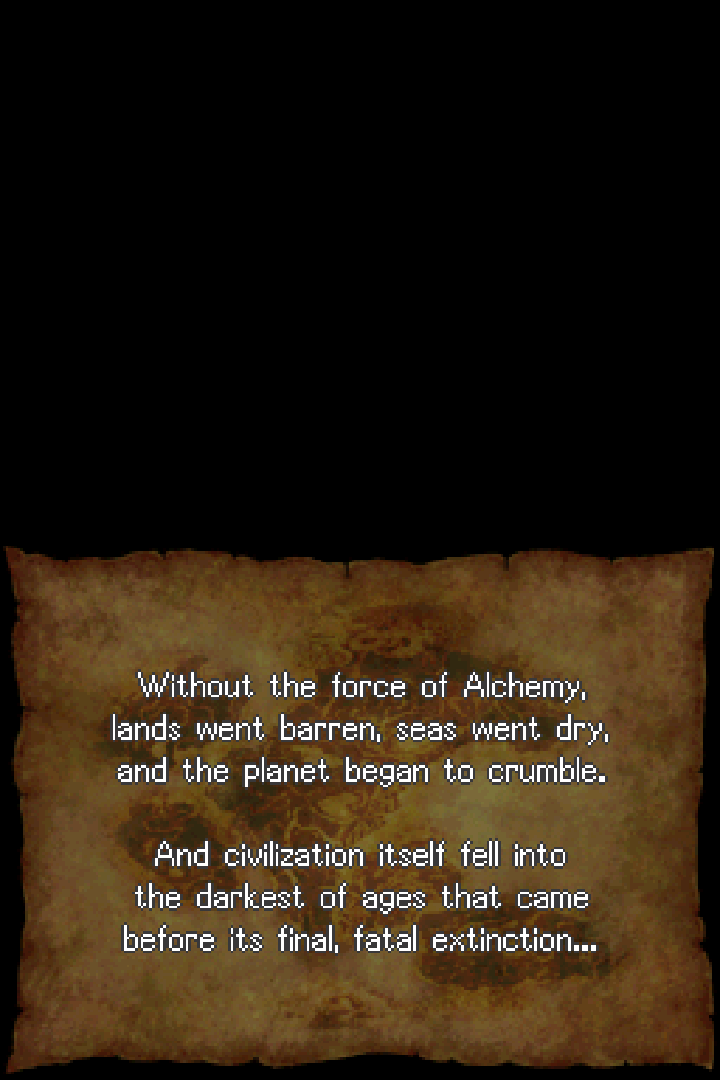 Without the force of Alchemy,
lands went barren, seas went dry,
and the planet began to crumble.
And civilization itself fell into
the darkest of ages that came
before its final, fatal extinction...